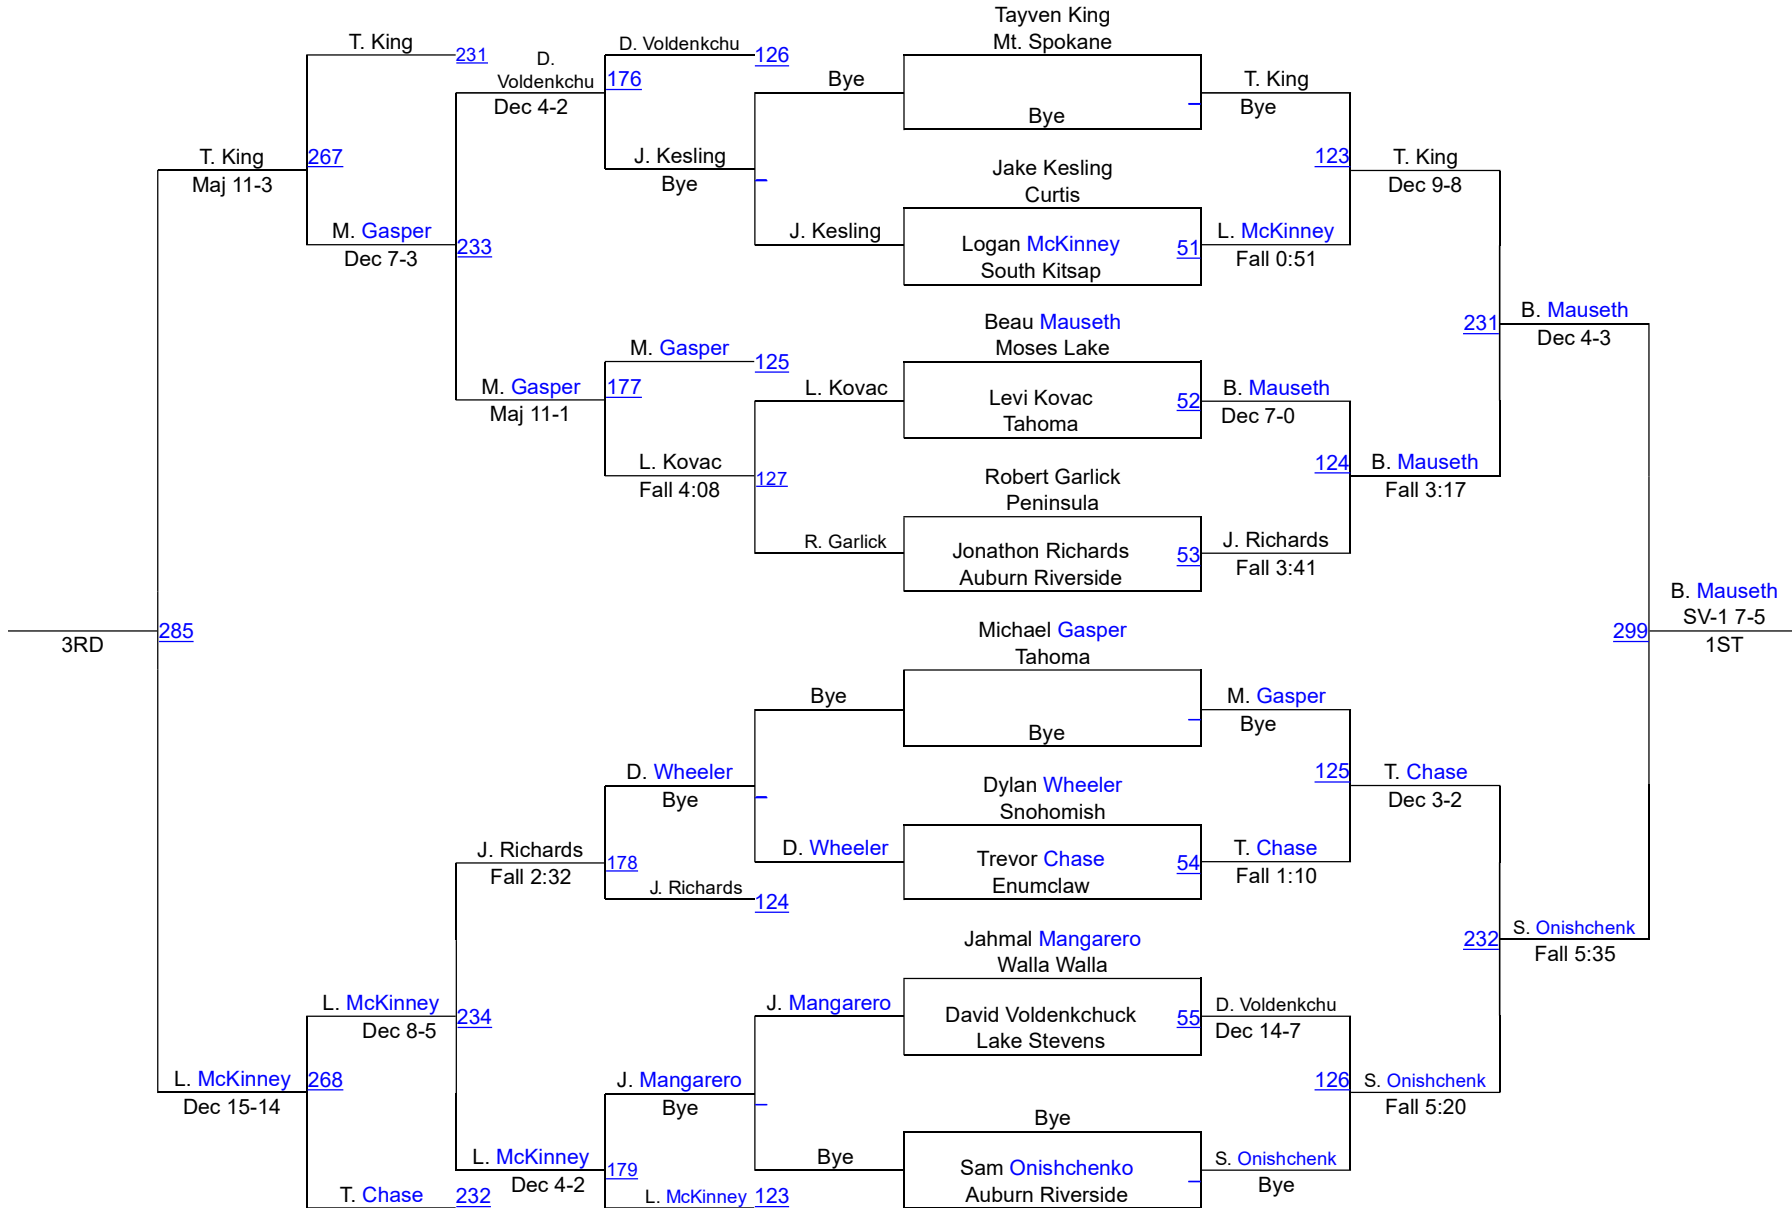 Tayven King
Mt. Spokane
T. King
231
D.
Voldenkchu
Dec 4-2
D. Voldenkchu
126
176
Bye
Bye
T. King
Bye
J. Kesling
Bye
T. King
Maj 11-3
267
Jake Kesling
Curtis
123
T. King
Dec 9-8
M. Gasper
Dec 7-3
233
J. Kesling
Logan McKinney
South Kitsap
51
L. McKinney
Fall 0:51
Beau Mauseth
Moses Lake
231
B. Mauseth
Dec 4-3
M. Gasper
125
M. Gasper
Maj 11-1
177
L. Kovac
Levi Kovac
Tahoma
52
B. Mauseth
Dec 7-0
L. Kovac
Fall 4:08
127
Robert Garlick
Peninsula
124
B. Mauseth
Fall 3:17
R. Garlick
Jonathon Richards
Auburn Riverside
53
J. Richards
Fall 3:41
3RD
285
Michael Gasper
Tahoma
299
B. Mauseth
SV-1 7-5
1ST
Bye
Bye
M. Gasper
Bye
D. Wheeler
Bye
Dylan Wheeler
Snohomish
125
T. Chase
Dec 3-2
J. Richards
Fall 2:32
178
D. Wheeler
Trevor Chase
Enumclaw
54
T. Chase
Fall 1:10
J. Richards
124
Jahmal Mangarero
Walla Walla
232
S. Onishchenk
Fall 5:35
L. McKinney
Dec 8-5
234
J. Mangarero
David Voldenkchuck
Lake Stevens
55
D. Voldenkchu
Dec 14-7
L. McKinney
Dec 15-14
268
J. Mangarero
Bye
126
S. Onishchenk
Fall 5:20
Bye
L. McKinney
Dec 4-2
179
Bye
Sam Onishchenko
Auburn Riverside
S. Onishchenk
Bye
T. Chase
232
L. McKinney
123